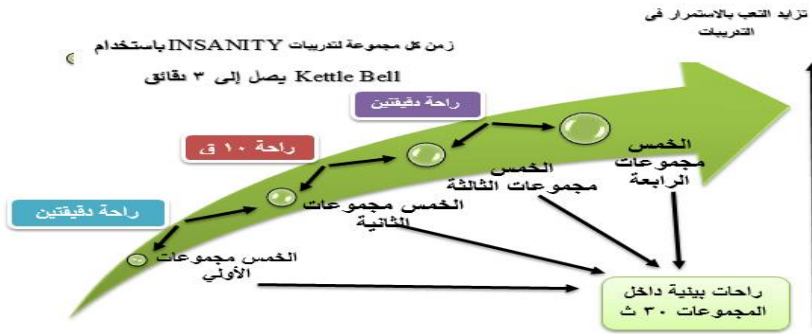 تزايد التعب بالاستمرار فى
التدريبات
زمن كل مجموعة لتدريبات INSANITY باستخدام
Kettle Bell يصل إلى ٣ دقائق
راحة دقيقتين
راحة ١٠ ق
راحة دقيقتين
الخمس
مجموعات
الرابعة
الخمس
مجموعات الثالثة
الخمس مجموعات
الثانية
الخمس مجموعات
الأولي
راحات بينية داخل
المجموعات ٣٠ ث